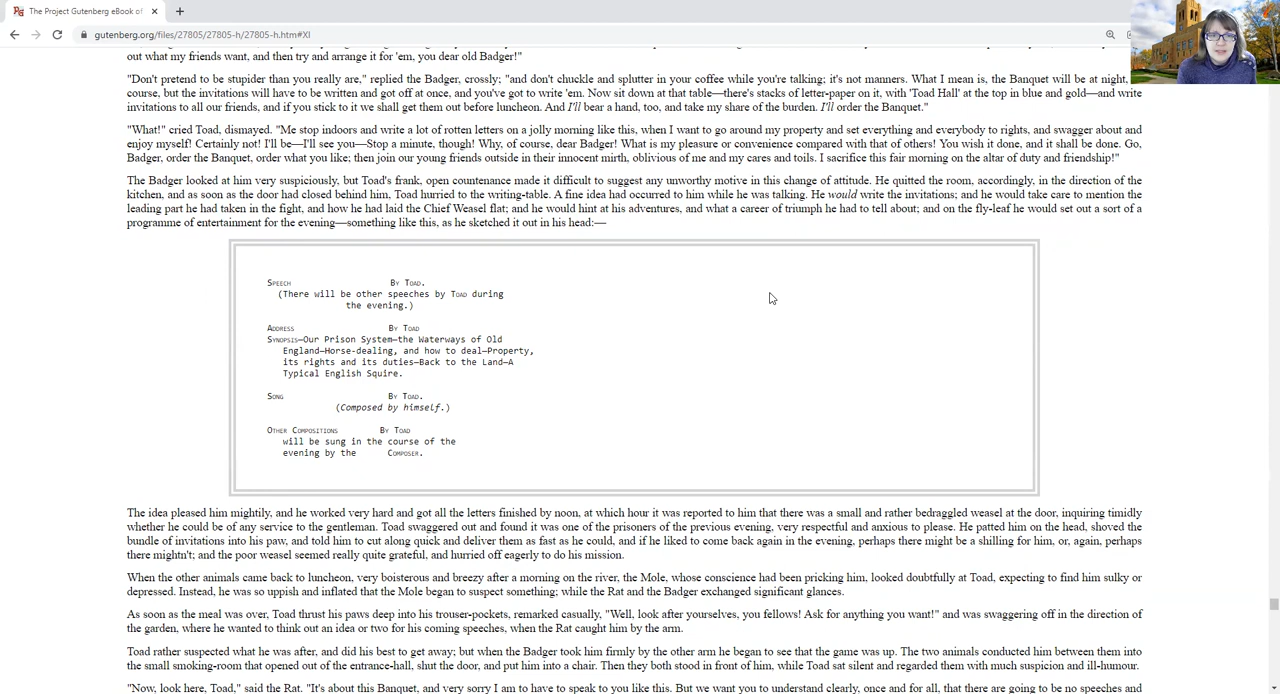 The Project Gutenberg eBook of
gutenberg.org/files/27805/27805-h/27805-h.htm#XI
out what my friends want, and then try and arrange it for 'em, you dear old Badger!"
"Don't pretend to be stupider than you really are," replied the Badger, crossly; "and don't chuckle and splutter in your coffee while you're talking; it's not manners. What I mean is, the Banquet will be at night, of
course, but the invitations will have to be written and got off at once, and you've got to write 'em. Now sit down at that table—there's stacks of letter-paper on it, with 'Toad Hall' at the top in blue and gold—and write
invitations to all our friends, and if you stick to it we shall get them out before luncheon. And I'll bear a hand, too, and take my share of the burden. I'll order the Banquet."
"What!" cried Toad, dismayed. "Me stop indoors and write a lot of rotten letters on a jolly morning like this, when I want to go around my property and set everything and everybody to rights, and swagger about and
enjoy myself! Certainly not! I'll be—I'll see you—Stop a minute, though! Why, of course, dear Badger! What is my pleasure or convenience compared with that of others! You wish it done, and it shall be done. Go,
Badger, order the Banquet, order what you like; then join our young friends outside in their innocent mirth, oblivious of me and my cares and toils. I sacrifice this fair morning on the altar of duty and friendship!"
The Badger looked at him very suspiciously, but Toad's frank, open countenance made it difficult to suggest any unworthy motive in this change of attitude. He quitted the room, accordingly, in the direction of the
kitchen, and as soon as the door had closed behind him, Toad hurried to the writing-table. A fine idea had occurred to him while he was talking. He would write the invitations; and he would take care to mention the
leading part he had taken in the fight, and how he had laid the Chief Weasel flat; and he would hint at his adventures, and what a career of triumph he had to tell about; and on the fly-leaf he would set out a sort of a
programme of entertainment for the evening—something like this, as he sketched it out in his head:—
Speech By Toad.
(There will be other speeches by Toad during
the evening.)
Address By Toad
Synopsis—Our Prison System—the Waterways of Old
England—Horse-dealing, and how to deal—Property,
its rights and its duties—Back to the Land—A
Typical English Squire.
Song By Toad.
(Composed by himself.)
Other Compositions By Toad
will be sung in the course of the
evening by the Composer.
The idea pleased him mightily, and he worked very hard and got all the letters finished by noon, at which hour it was reported to him that there was a small and rather bedraggled weasel at the door, inquiring timidly
whether he could be of any service to the gentleman. Toad swaggered out and found it was one of the prisoners of the previous evening, very respectful and anxious to please. He patted him on the head, shoved the
bundle of invitations into his paw, and told him to cut along quick and deliver them as fast as he could, and if he liked to come back again in the evening, perhaps there might be a shilling for him, or, again, perhaps
there mightn't; and the poor weasel seemed really quite grateful, and hurried off eagerly to do his mission.
When the other animals came back to luncheon, very boisterous and breezy after a morning on the river, the Mole, whose conscience had been pricking him, looked doubtfully at Toad, expecting to find him sulky or
depressed. Instead, he was so uppish and inflated that the Mole began to suspect something; while the Rat and the Badger exchanged significant glances.
As soon as the meal was over, Toad thrust his paws deep into his trouser-pockets, remarked casually, "Well, look after yourselves, you fellows! Ask for anything you want!" and was swaggering off in the direction of
the garden, where he wanted to think out an idea or two for his coming speeches, when the Rat caught him by the arm.
Toad rather suspected what he was after, and did his best to get away; but when the Badger took him firmly by the other arm he began to see that the game was up. The two animals conducted him between them into
the small smoking-room that opened out of the entrance-hall, shut the door, and put him into a chair. Then they both stood in front of him, while Toad sat silent and regarded them with much suspicion and ill-humour.
"Now, look here, Toad," said the Rat. "It's about this Banquet, and very sorry I am to have to speak to you like this. But we want you to understand clearly, once and for all, that there are going to be no speeches and